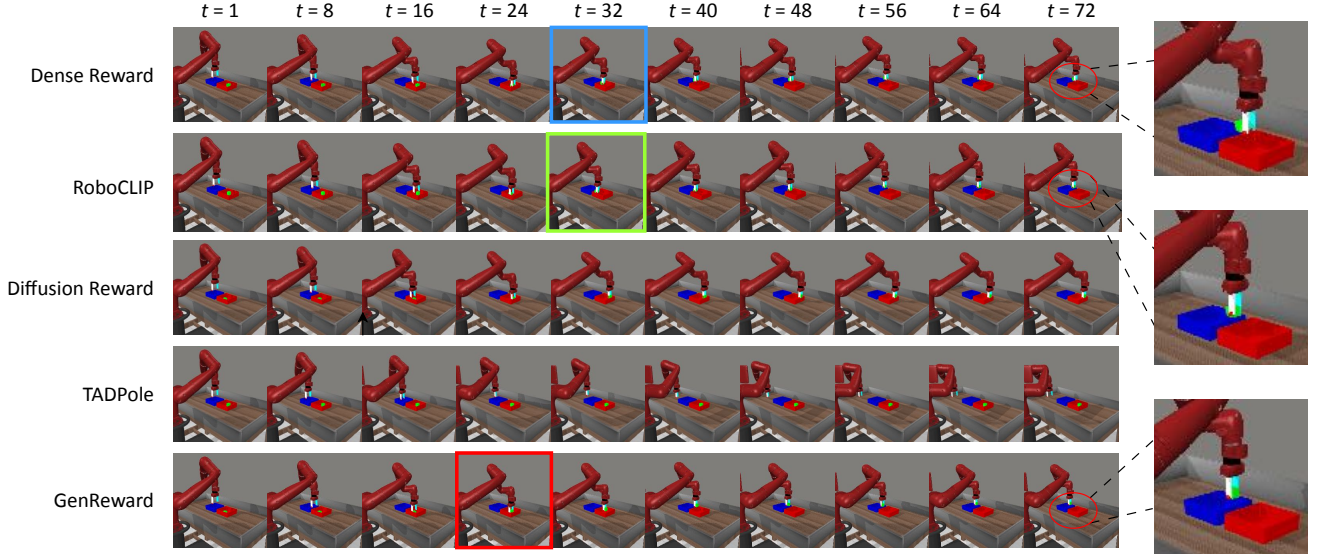 t = 1 t = 8 t = 16 t = 24 t = 32 t = 40 t = 48 t = 56 t = 64 t = 72
Dense Reward
RoboCLIP
Diffusion Reward
TADPole
GenReward